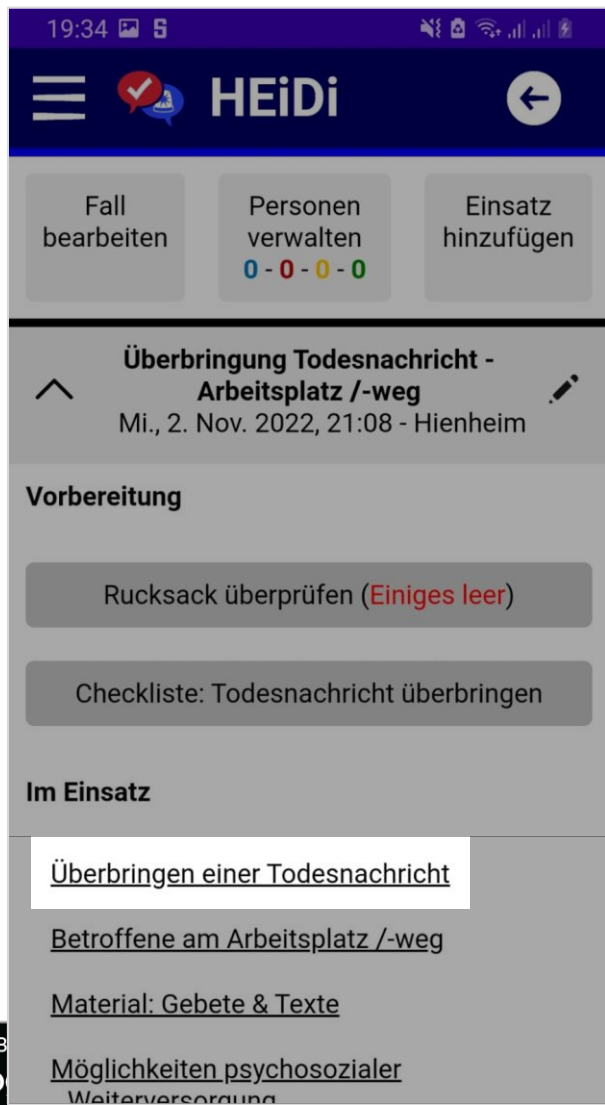 19:34
HEiDi
Fall
bearbeiten
Personen
verwalten
0 - 0 - 0 - 0
Einsatz
hinzufügen
Überbringung Todesnachricht -
Arbeitsplatz /-weg
Mi., 2. Nov. 2022, 21:08 - Hienheim
Vorbereitung
Rucksack überprüfen (Einiges leer)
Checkliste: Todesnachricht überbringen
Im Einsatz
Überbringen einer Todesnachricht
Betroffene am Arbeitsplatz /-weg
Material: Gebete & Texte
Möglichkeiten psychosozialer
Weiterversorgung